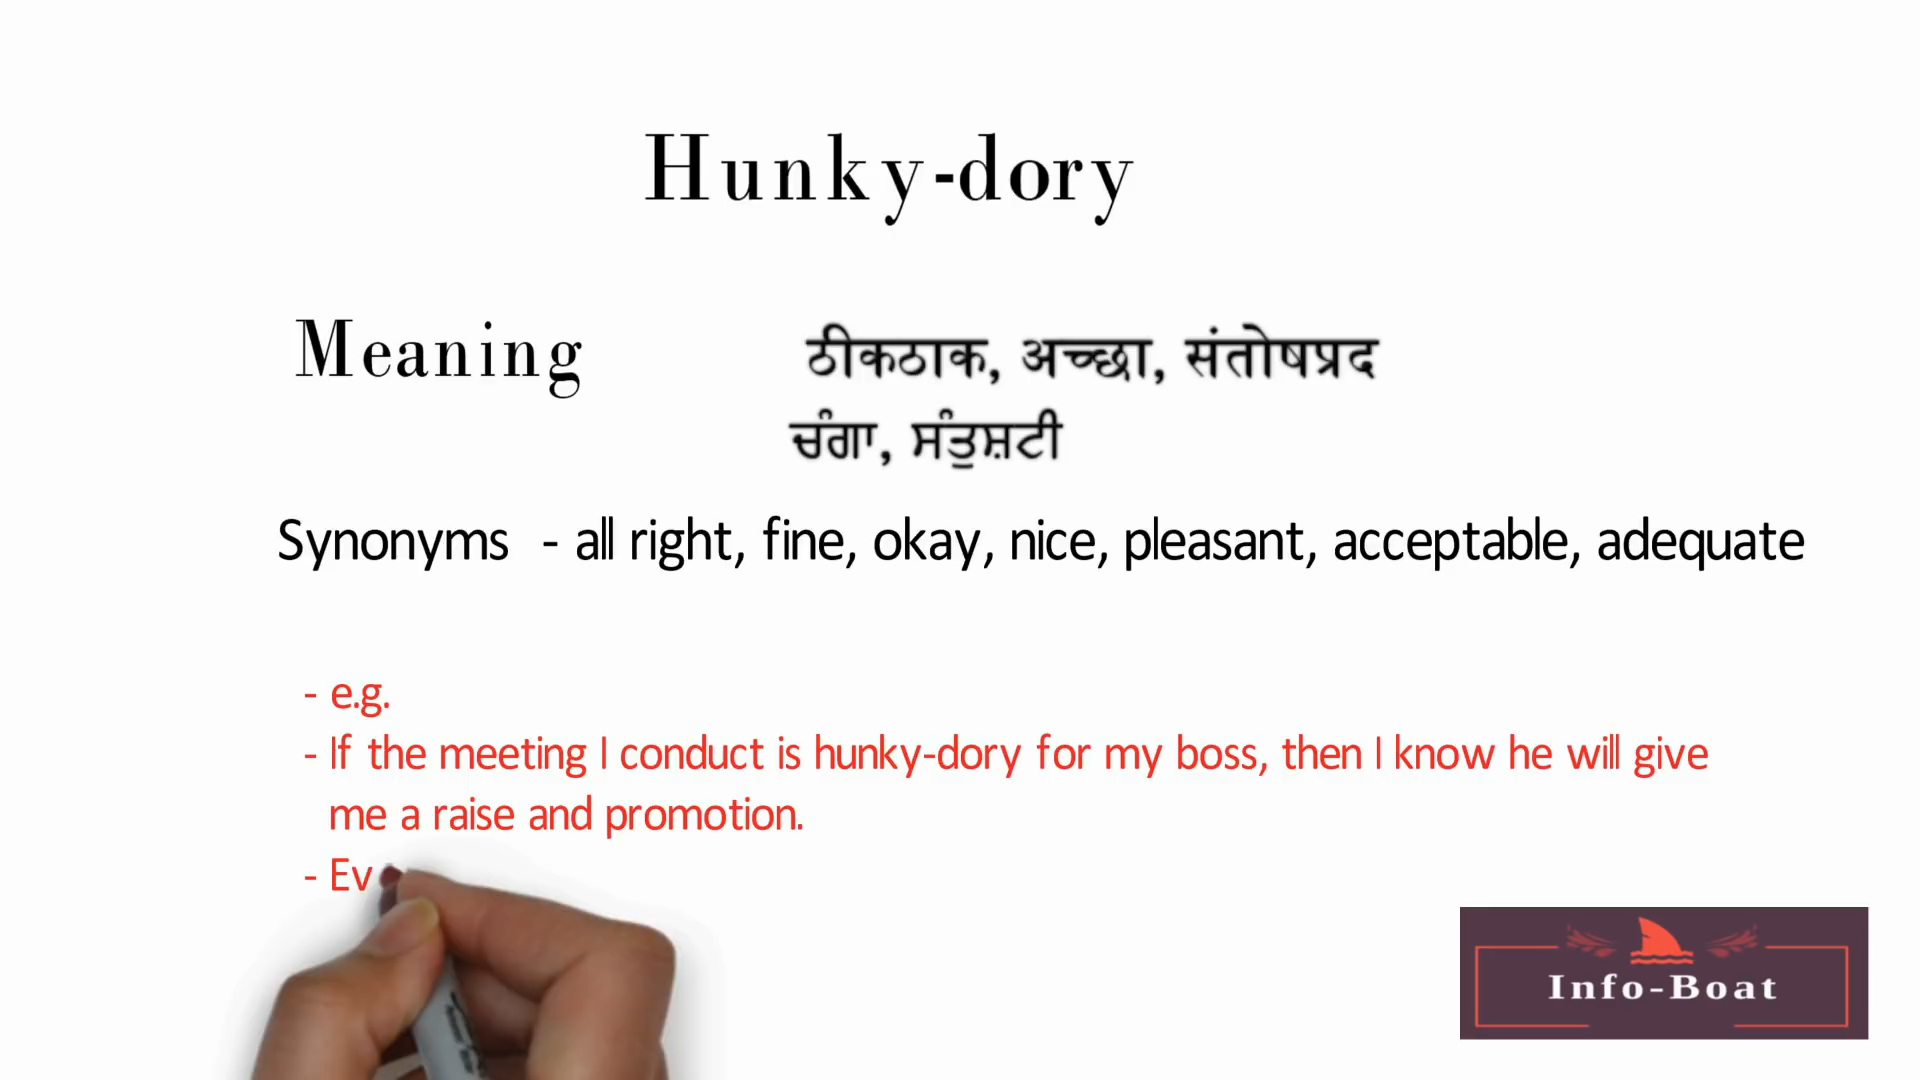 Hunky-dory
Meaning
ठीकठाक, अच्छा, संतोषप्रद
ਚੰਗਾ, ਸੰਤੁਸ਼ਟੀ
Synonyms - all right, fine, okay, nice, pleasant, acceptable, adequate
- e.g.
- If the meeting I conduct is hunky-dory for my boss, then I know he will give
me a raise and promotion.
- Ev
Info-Boat